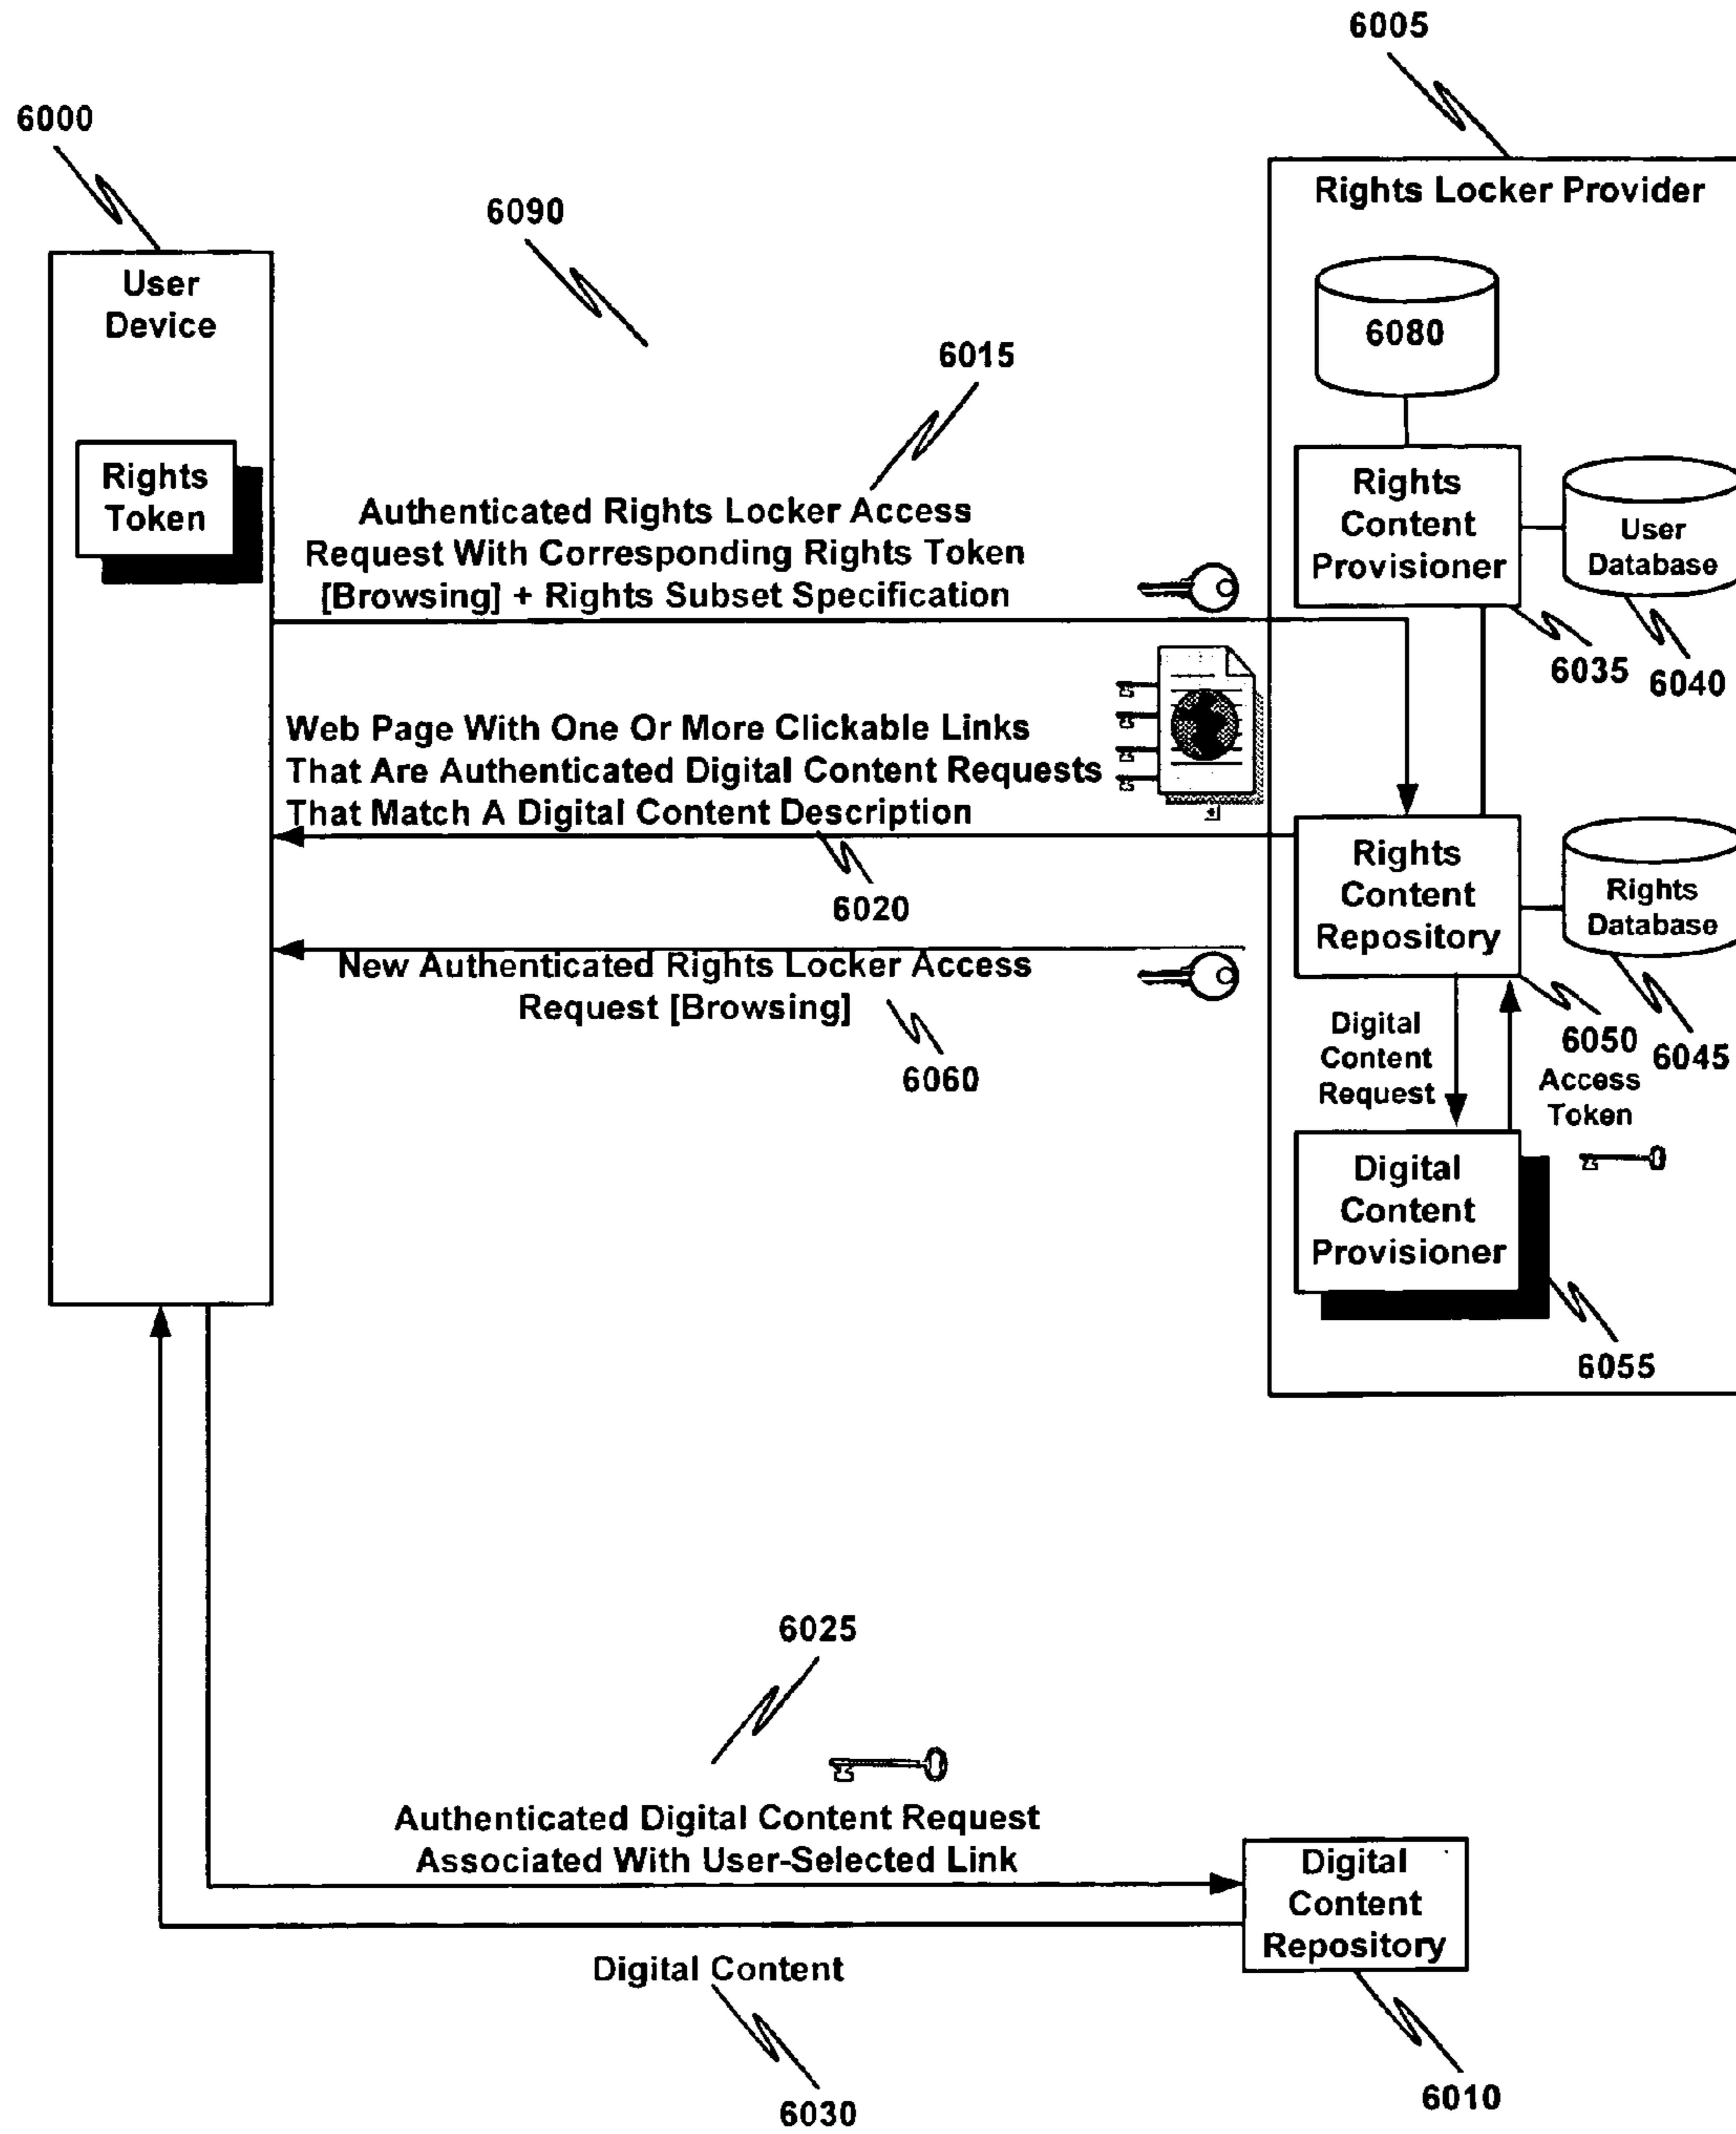 6005
6000
Rights Locker Provider
6090
User
Device
6080
6015
Rights
Token
Rights
Content
Provisioner
User
Database
Authenticated Rights Locker Access
Request With Corresponding Rights Token
[Browsing] + Rights Subset Specification
6035
6040
Web Page With One Or More Clickable Links
That Are Authenticated Digital Content Requests
That Match A Digital Content Description
Rights
Content
Repository
Rights
Database
6020
New Authenticated Rights Locker Access
Request [Browsing]
6060
Digital
Content
Request
6050
6045
Access
Token
Digital
Content
Provisioner
6055
6025
Authenticated Digital Content Request
Associated With User-Selected Link
Digital
Content
Repository
Digital Content
6030
6010